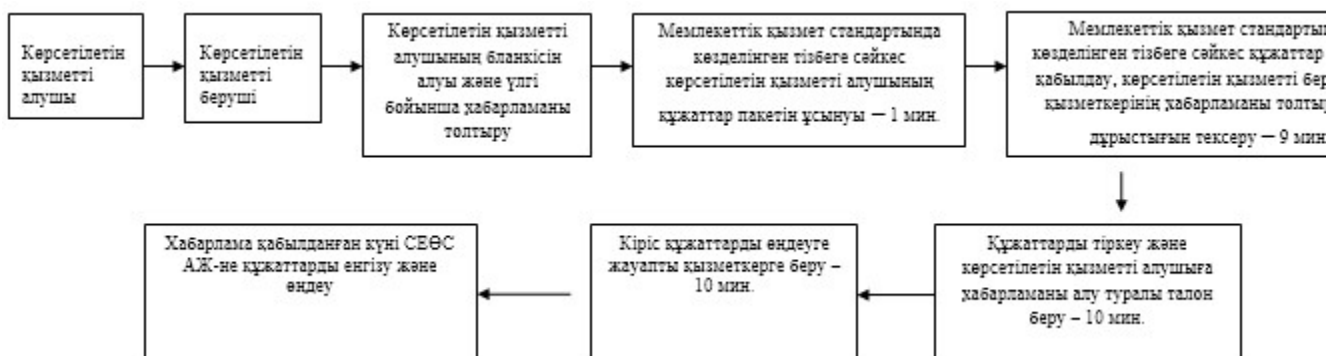 Көрсетілетін
қызметті
алушы
Көрсетілетін
қызметті
беруші
Көрсетілетін қызметті
алушының бланкісін
алуы және үлгі
бойынша хабарламаны
толтыру
Мемлекеттік қызмет стандартында
көзделінген тізбеге сәйкес
көрсетілетін қызметті алушының
құжаттар пакетін ұсынуы — 1 мин.
Мемлекеттік қызмет
көзделінген тізбеге сәйкес құжаттар
қабылдау, көрсетілетін қызметті
қызметкерінің хабарламаны
дұрыстығын тексеру — 9 мин
Құжаттарды тіркеу және
көрсетілетін қызметті алушыға
хабарламаны алу туралы талон
беру – 10 мин.
Кіріс құжаттарды өңдеуге
жауапты қызметкерге беру –
10 мин.
Хабарлама қабылданған күні СЕӨС
АЖ-не құжаттарды енгізу және
өңдеу